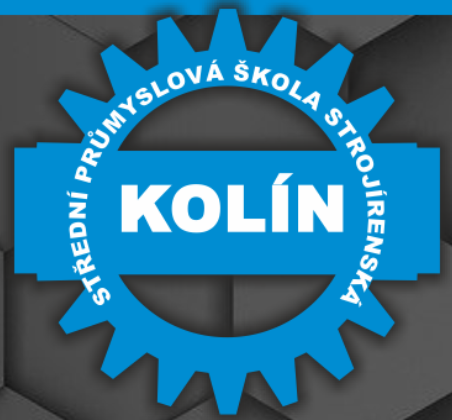 STŘEDNÍ PRŮMYSLOVÁ ŠKOLA STROJÍRENSKÁ
KOLÍN